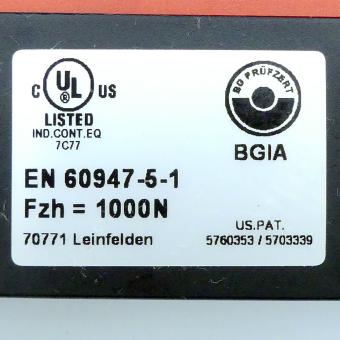 C UL US
®
LISTED
IND.CONT.EQ
7C77
BG PRÜFZERT
BGIA
EN 60947-5-1
Fzh = 1000N
70771 Leinfelden
US.PAT.
5760353 / 5703339